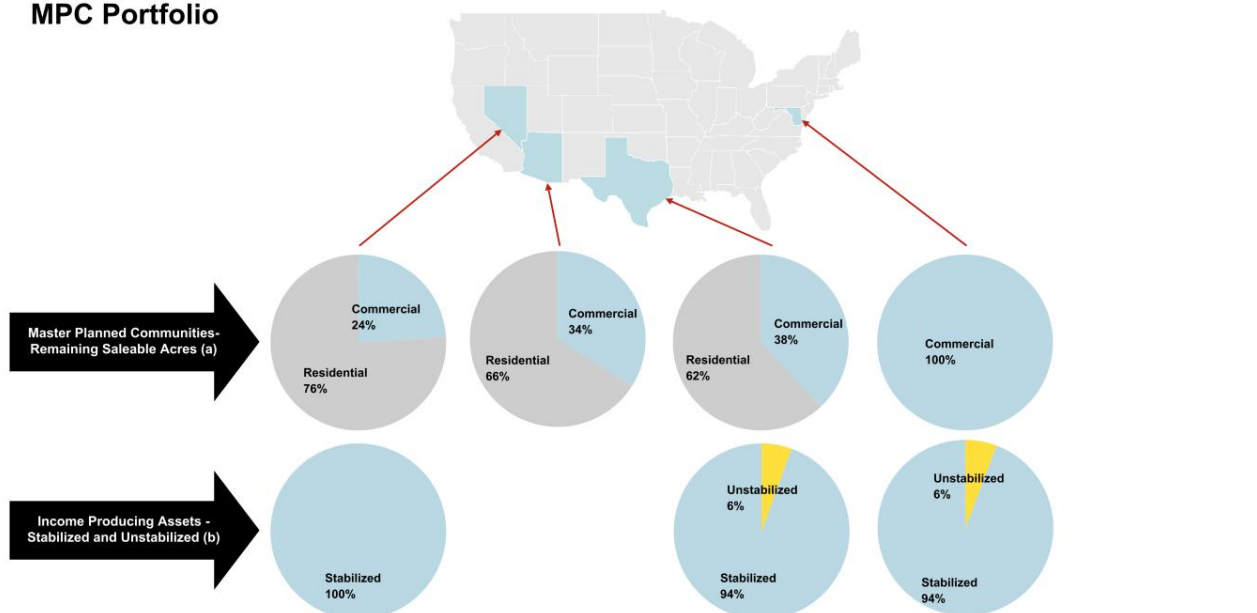 MPC Portfolio
Master Planned Communities-
Remaining Saleable Acres (a)
Commercial
24%
Residential
76%
Commercial
34%
Residential
66%
Commercial
38%
Residential
62%
Commercial
100%
Income Producing Assets -
Stabilized and Unstabilized (b)
Stabilized
100%
Unstabilized
6%
Stabilized
94%
Unstabilized
6%
Stabilized
94%